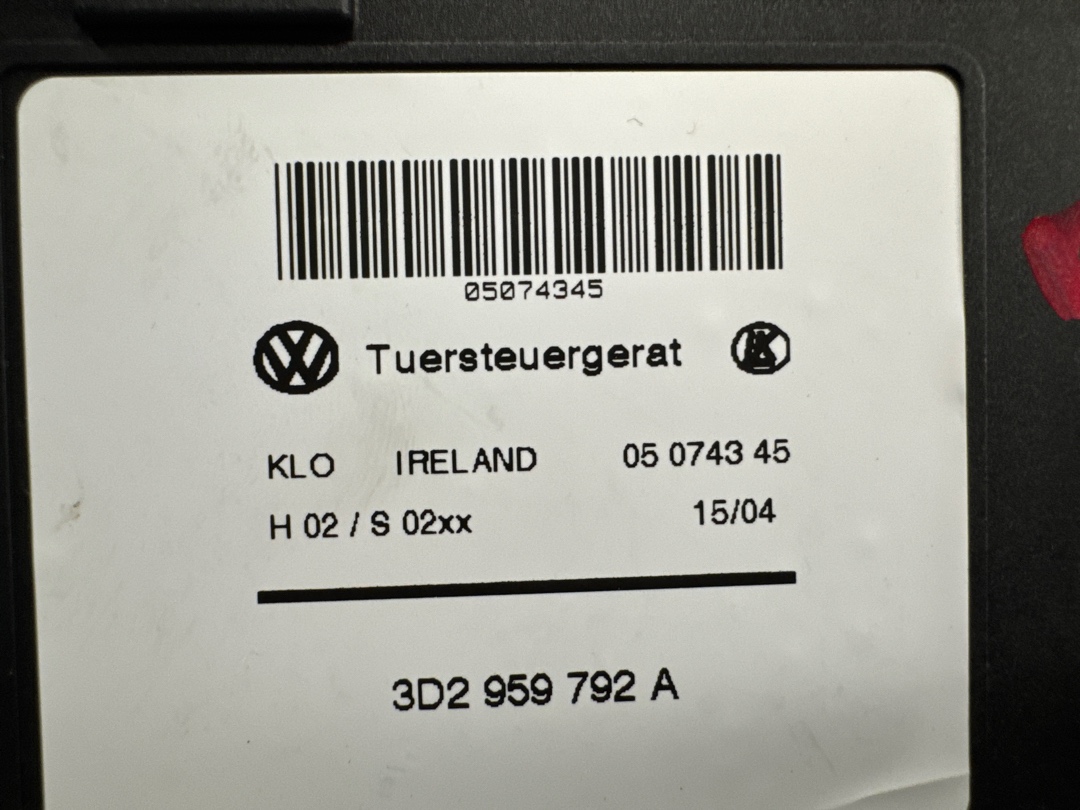 05074345
Tuersteuergerat
KLO IRELAND 05 0743 45
H 02 / S 02xx 15/04
3D2 959 792 A